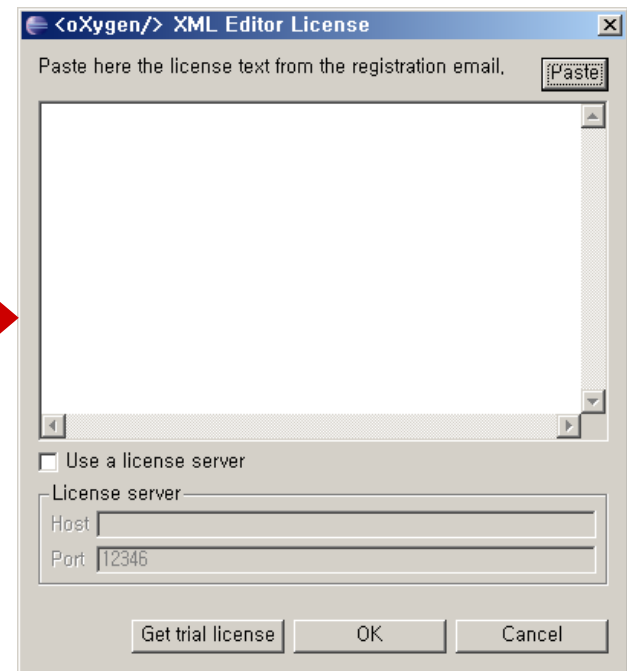 <oXygen/> XML Editor License
Paste here the license text from the registration email,
Paste
Use a license server
License server
Host
Port 12346
Get trial license OK Cancel